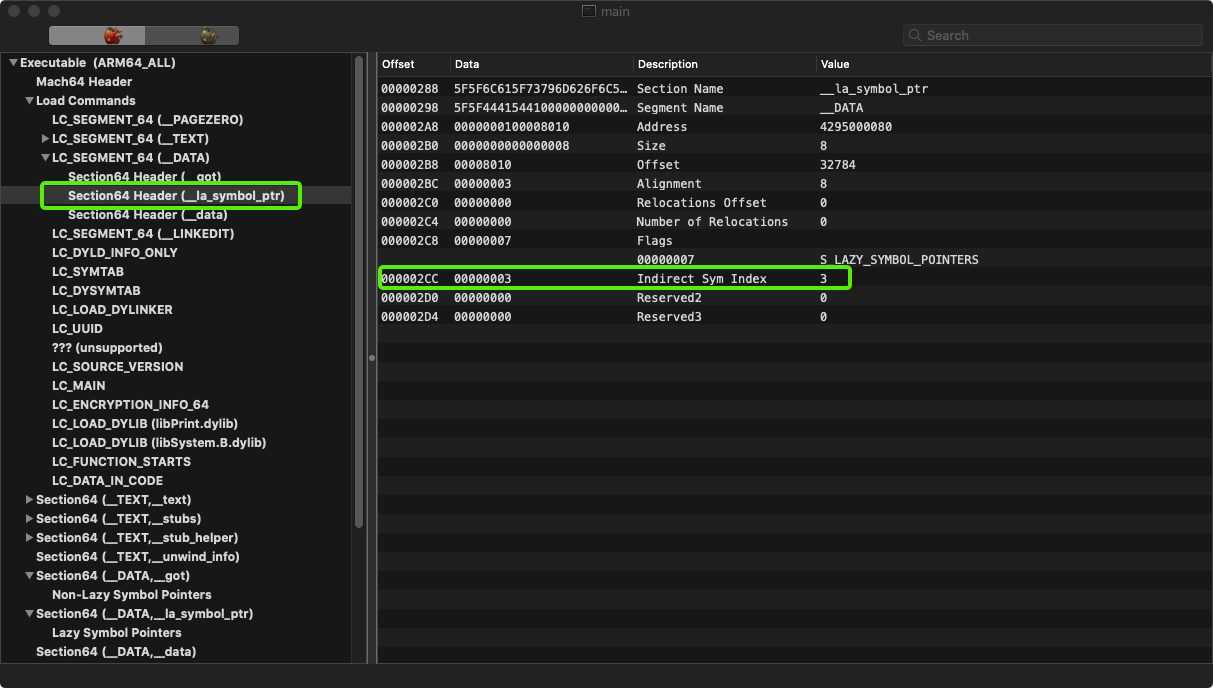 main
Search
Executable (ARM64_ALL)
Mach64 Header
Load Commands
LC_SEGMENT_64 (__PAGEZERO)
LC_SEGMENT_64 (__TEXT)
LC_SEGMENT_64 (__DATA)
Section64 Header (__got)
Section64 Header (__la_symbol_ptr)
Section64 Header (__data)
LC_SEGMENT_64 (__LINKEDIT)
LC_DYLD_INFO_ONLY
LC_SYMTAB
LC_DYSYMTAB
LC_LOAD_DYLINKER
LC_UUID
??? (unsupported)
LC_SOURCE_VERSION
LC_MAIN
LC_ENCRYPTION_INFO_64
LC_LOAD_DYLIB (libPrint.dylib)
LC_LOAD_DYLIB (libSystem.B.dylib)
LC_FUNCTION_STARTS
LC_DATA_IN_CODE
Section64 (__TEXT,__text)
Section64 (__TEXT,__stubs)
Section64 (__TEXT,__stub_helper)
Section64 (__TEXT,__unwind_info)
Section64 (__DATA,__got)
Non-Lazy Symbol Pointers
Section64 (__DATA,__la_symbol_ptr)
Lazy Symbol Pointers
Section64 (__DATA,__data)
Offset Data Description Value
00000288 5F5F6C615F73796D626F6C5… Section Name __la_symbol_ptr
00000298 5F5F4441544100000000000… Segment Name __DATA
000002A8 0000000100008010 Address 4295000080
000002B0 0000000000000008 Size 8
000002B8 00008010 Offset 32784
000002BC 00000003 Alignment 8
000002C0 00000000 Relocations Offset 0
000002C4 00000000 Number of Relocations 0
000002C8 00000007 Flags
00000007 S_LAZY_SYMBOL_POINTERS
000002CC 00000003 Indirect Sym Index 3
000002D0 00000000 Reserved2 0
000002D4 00000000 Reserved3 0